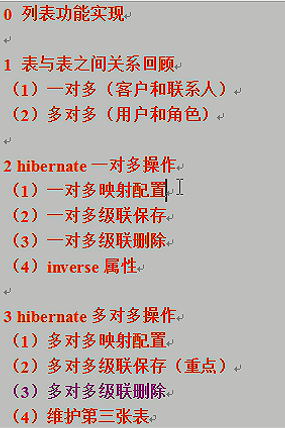 0 列表功能实现
1 表与表之间关系回顾
（1）一对多（客户和联系人）
（2）多对多（用户和角色）
2 hibernate 一对多操作
（1）一对多映射配置
（2）一对多级联保存
（3）一对多级联删除
（4）inverse 属性
3 hibernate 多对多操作
（1）多对多映射配置
（2）多对多级联保存（重点）
（3）多对多级联删除
（4）维护第三张表